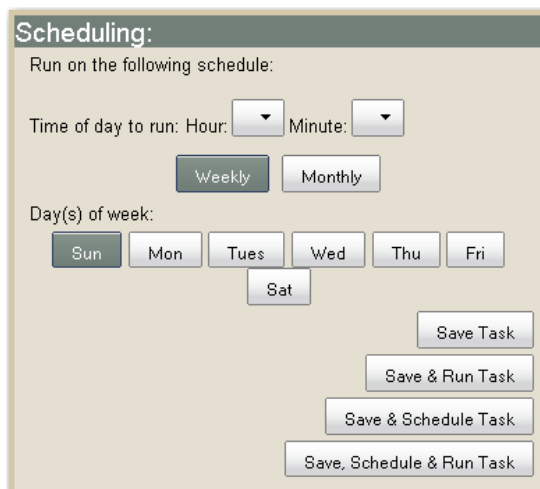 Scheduling:
Run on the following schedule:
Time of day to run: Hour: Minute:
Weekly Monthly
Day(s) of week:
Sun Mon Tues Wed Thu Fri
Sat
Save Task
Save & Run Task
Save & Schedule Task
Save, Schedule & Run Task